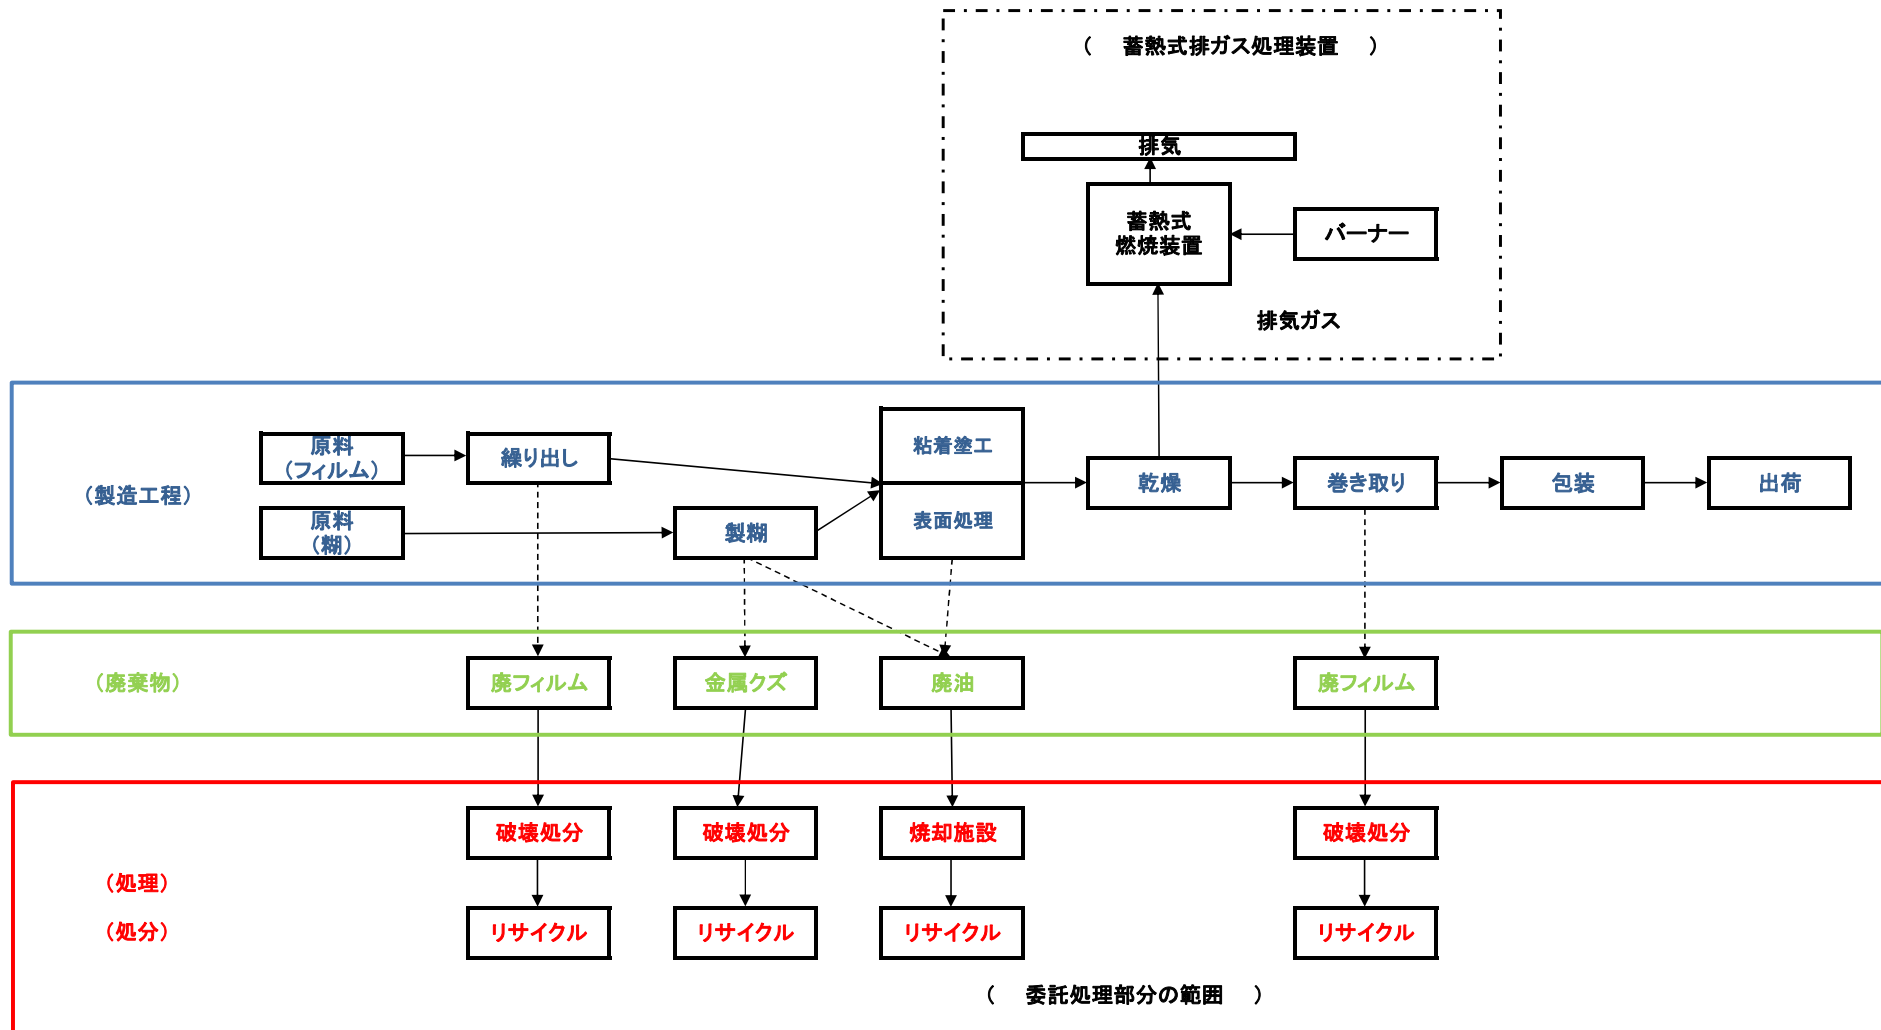 （　蓄熱式排ガス処理装置　）
排気
蓄熱式
燃焼装置
バーナー
排気ガス
（製造工程）
原料
（フィルム）
繰り出し
原料
（糊）
製糊
粘着塗工
表面処理
乾燥
巻き取り
包装
出荷
（廃棄物）
廃フィルム
金属クズ
廃油
廃フィルム
（処理）
破壊処分
破壊処分
焼却施設
破壊処分
（処分）
リサイクル
リサイクル
リサイクル
リサイクル
（　委託処理部分の範囲　）